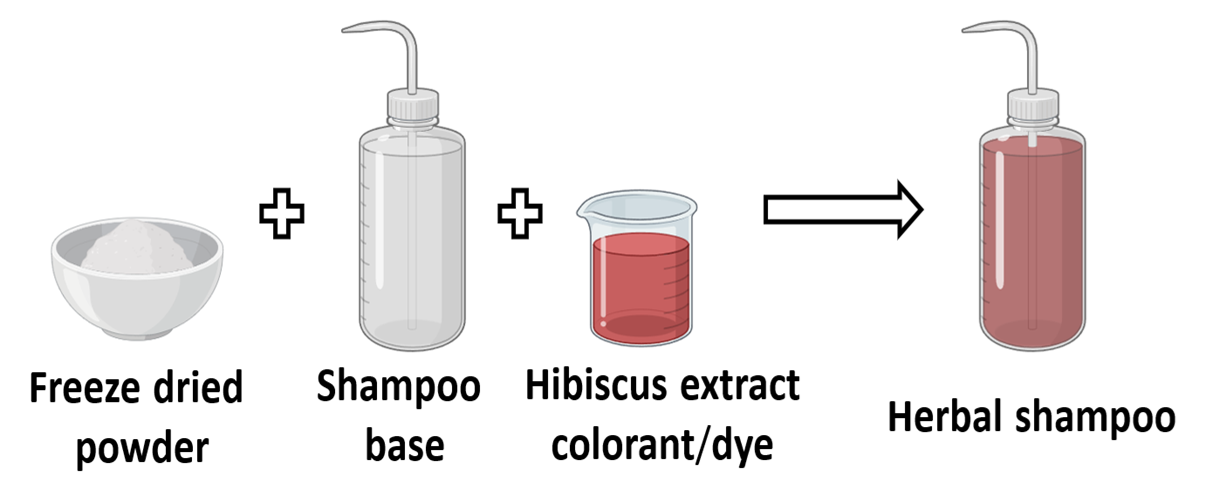 Freeze dried
powder
Shampoo
base
Hibiscus extract
colorant/dye
Herbal shampoo